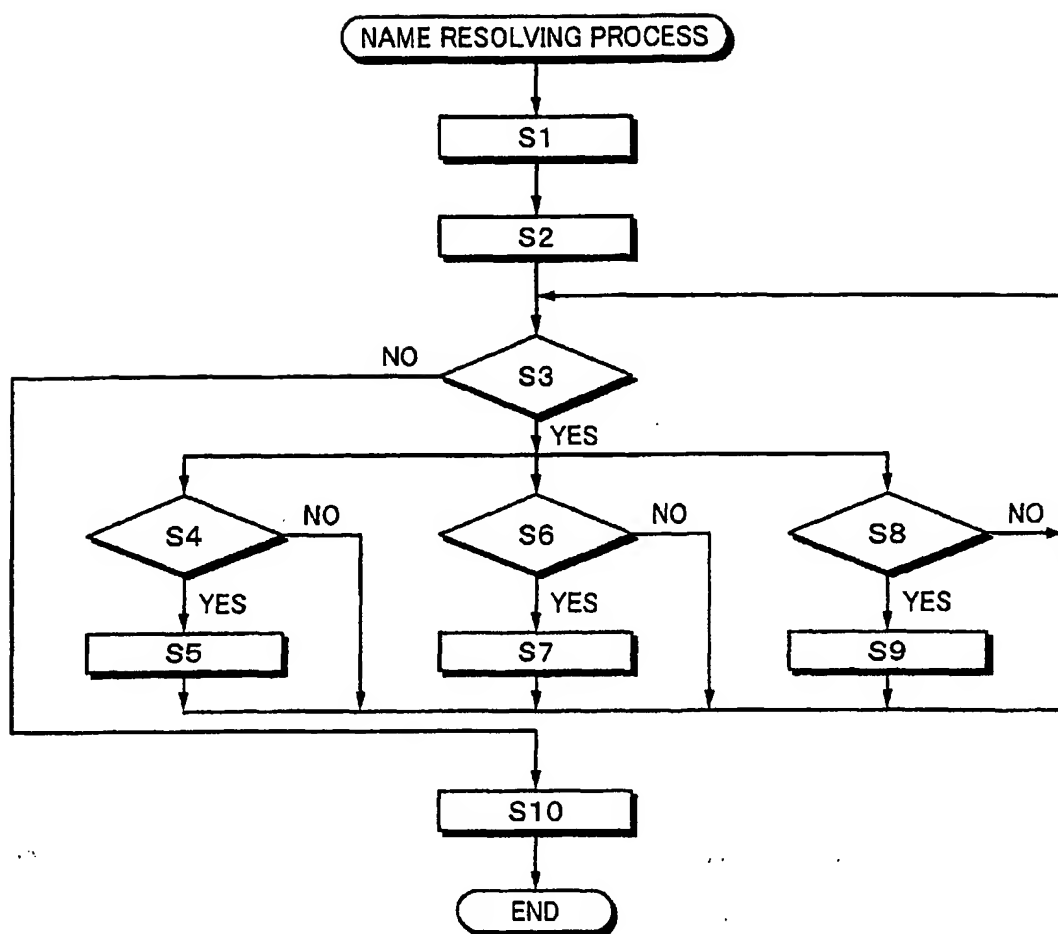 NAME RESOLVING PROCESS
S1
S2
NO
S3
YES
S4
NO
S6
NO
S8
NO
YES
YES
YES
S5
S7
S9
S10
END